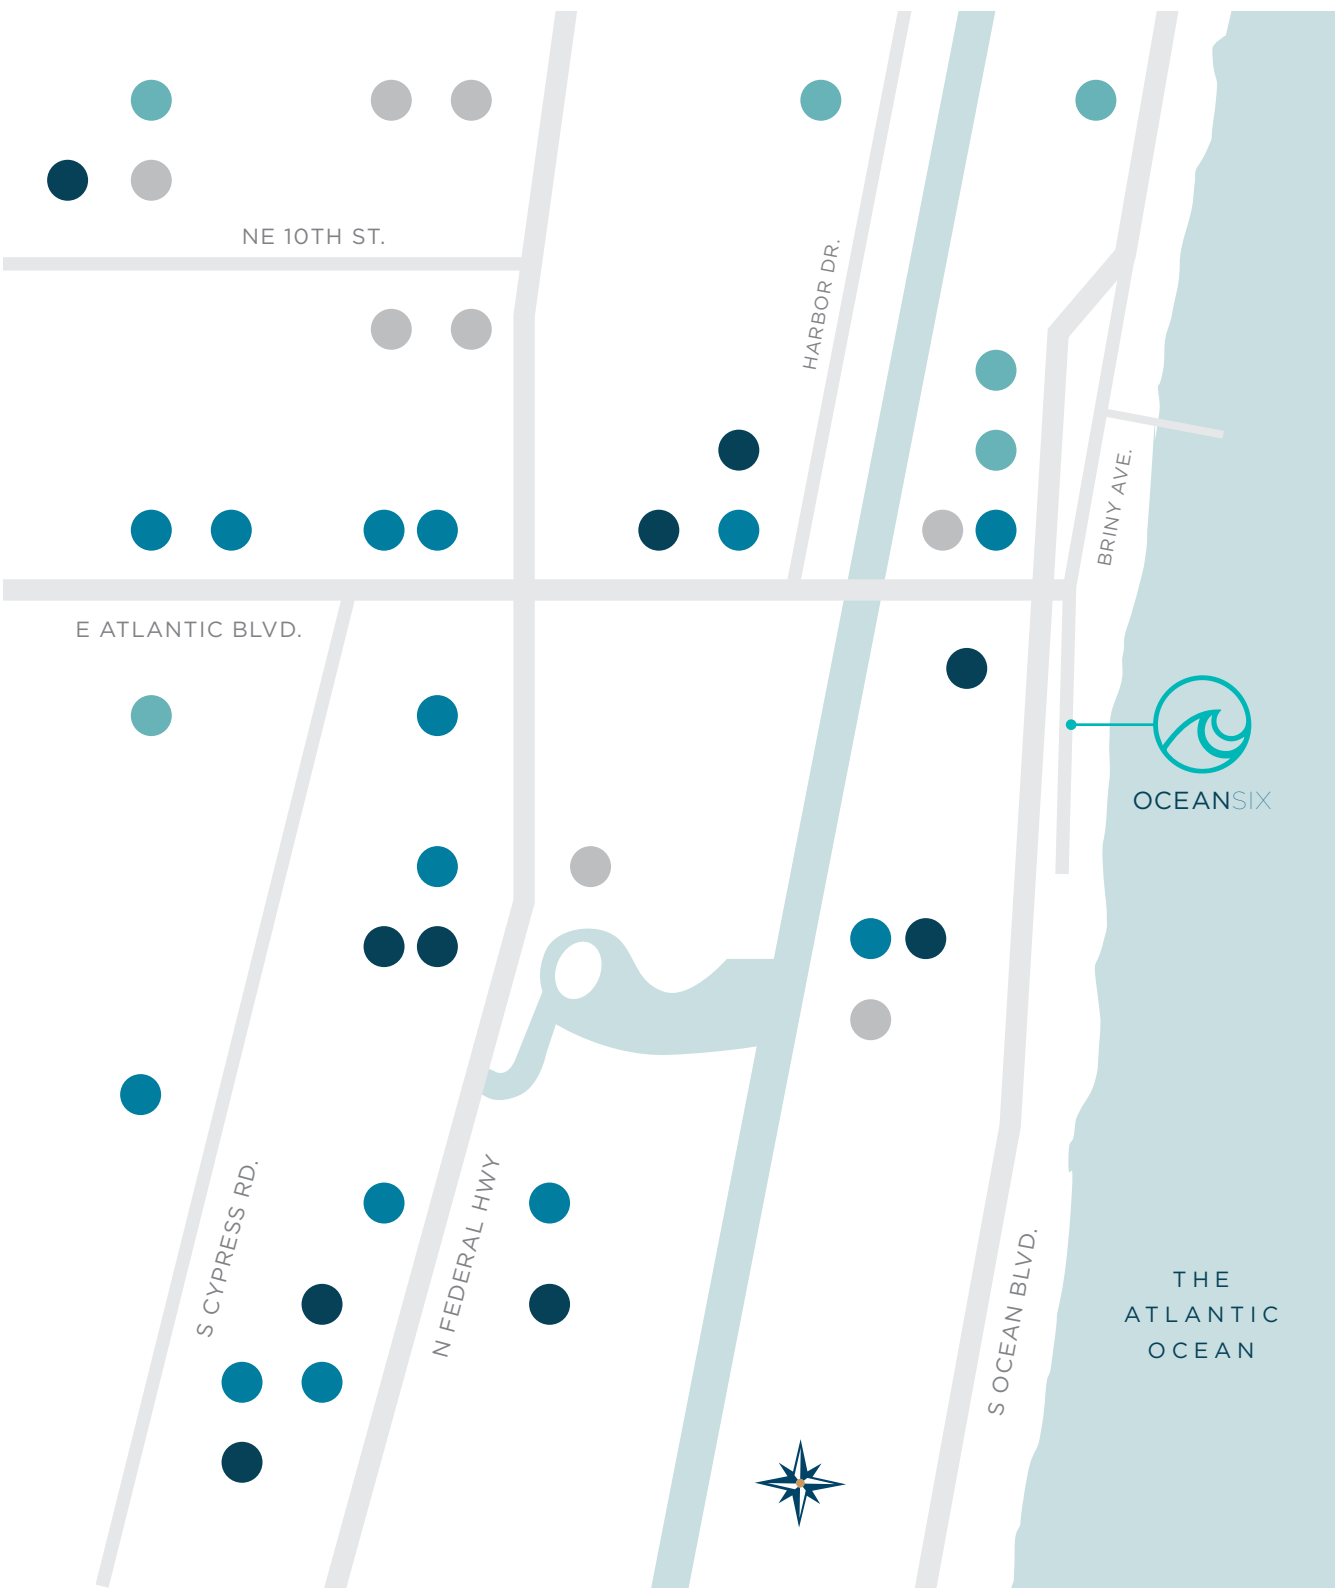 NE 10TH ST.
HARBOR DR.
BRINY AVE.
E ATLANTIC BLVD.
OCEANSIX
S CYPRESS RD.
N FEDERAL HWY
S OCEAN BLVD.
THE
ATLANTIC
OCEAN